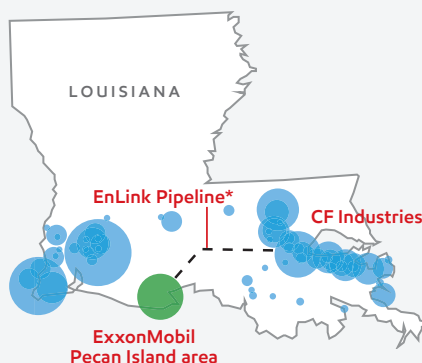 LOUISIANA
EnLink Pipeline*
CF Industries
ExxonMobil
Pecan Island area